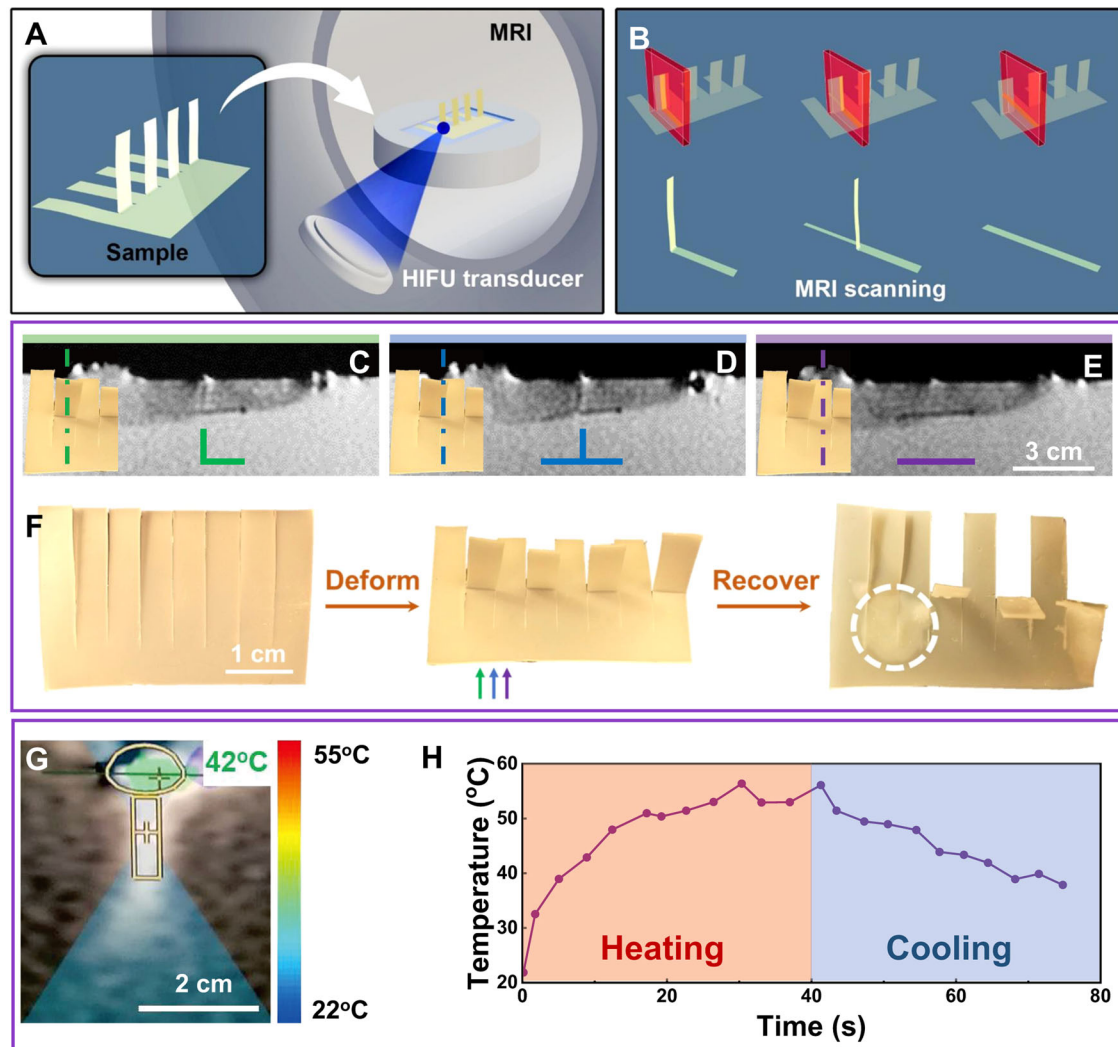 A
MRI
Sample
HIFU transducer
B
MRI scanning
C
D
E
3 cm
F
Deform
Recover
1 cm
G
42°C
55°C
22°C
2 cm
H
Temperature (°C)
60
50
40
30
20
Heating
Cooling
0
20
40
60
80
Time (s)